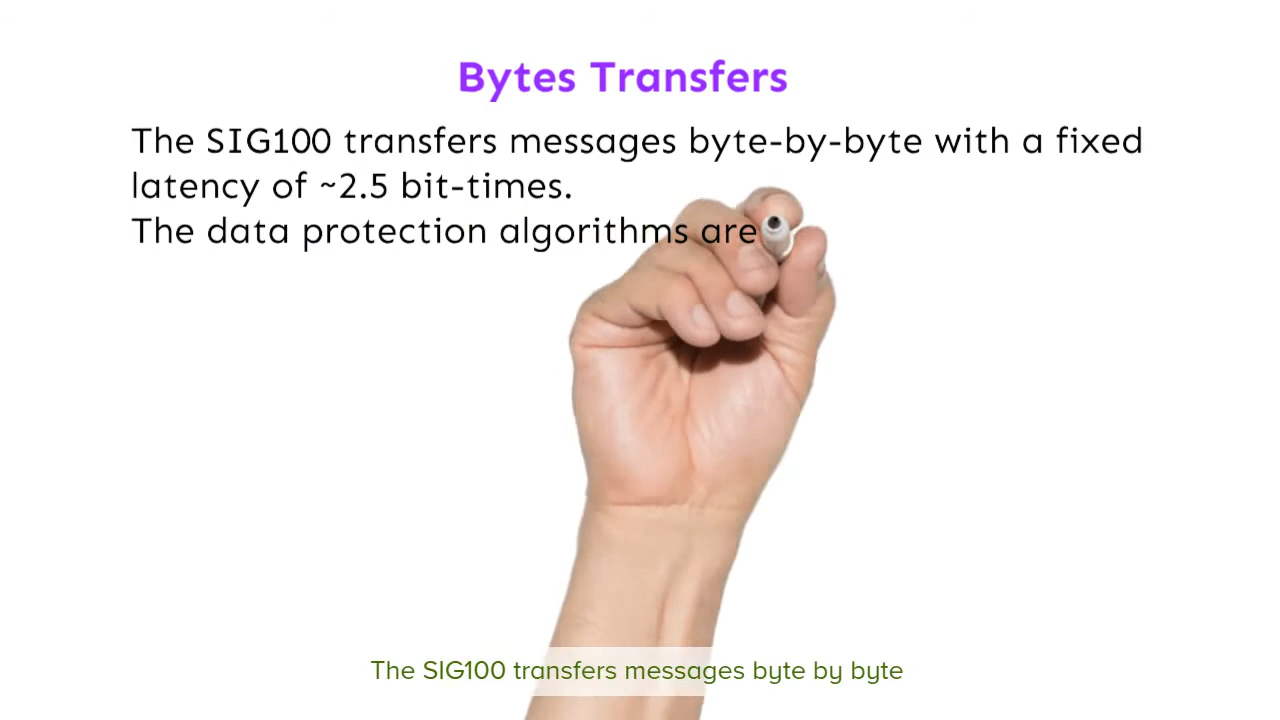 Bytes Transfers
The SIG100 transfers messages byte-by-byte with a fixed
latency of ~2.5 bit-times.
The data protection algorithms are
The SIG100 transfers messages byte by byte